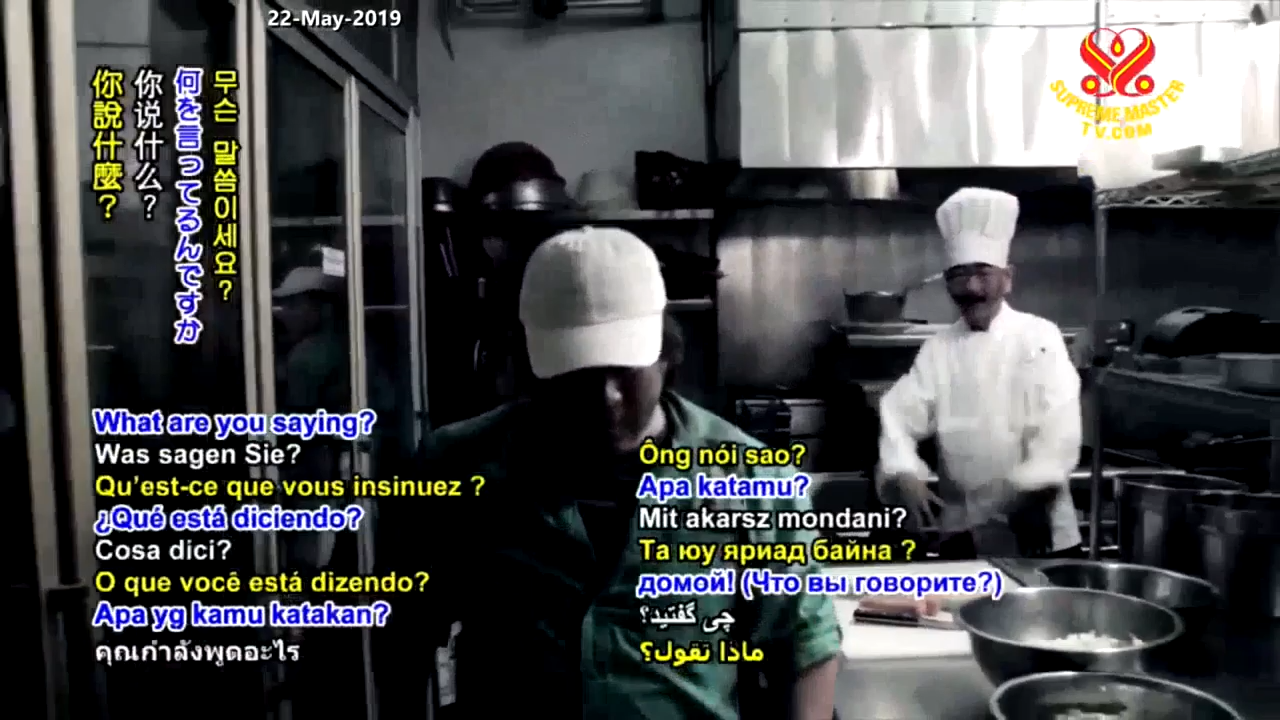 22-May-2019
SUPREME MASTER
TV.COM
무슨 말씀이세요?
何を言ってるんですか
你说什么?
你說什麼?
What are you saying?
Was sagen Sie?
Qu'est-ce que vous insinuez ?
¿Qué está diciendo?
Cosa dici?
O que você está dizendo?
Apa yg kamu katakan?
คุณกำลังพูดอะไร
Ông nói sao?
Apa katamu?
Mit akarsz mondani?
Та юу яриад байна ?
домой! (Что вы говорите?)
چی گفتید؟
ماذا تقول؟